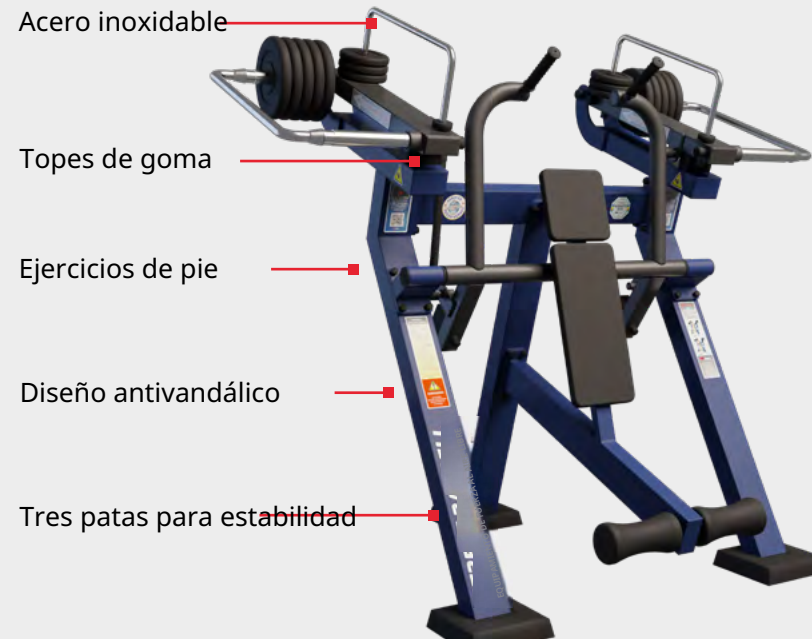 Acero inoxidable
Topes de goma
Ejercicios de pie
Diseño antivandálico
Tres patas para estabilidad